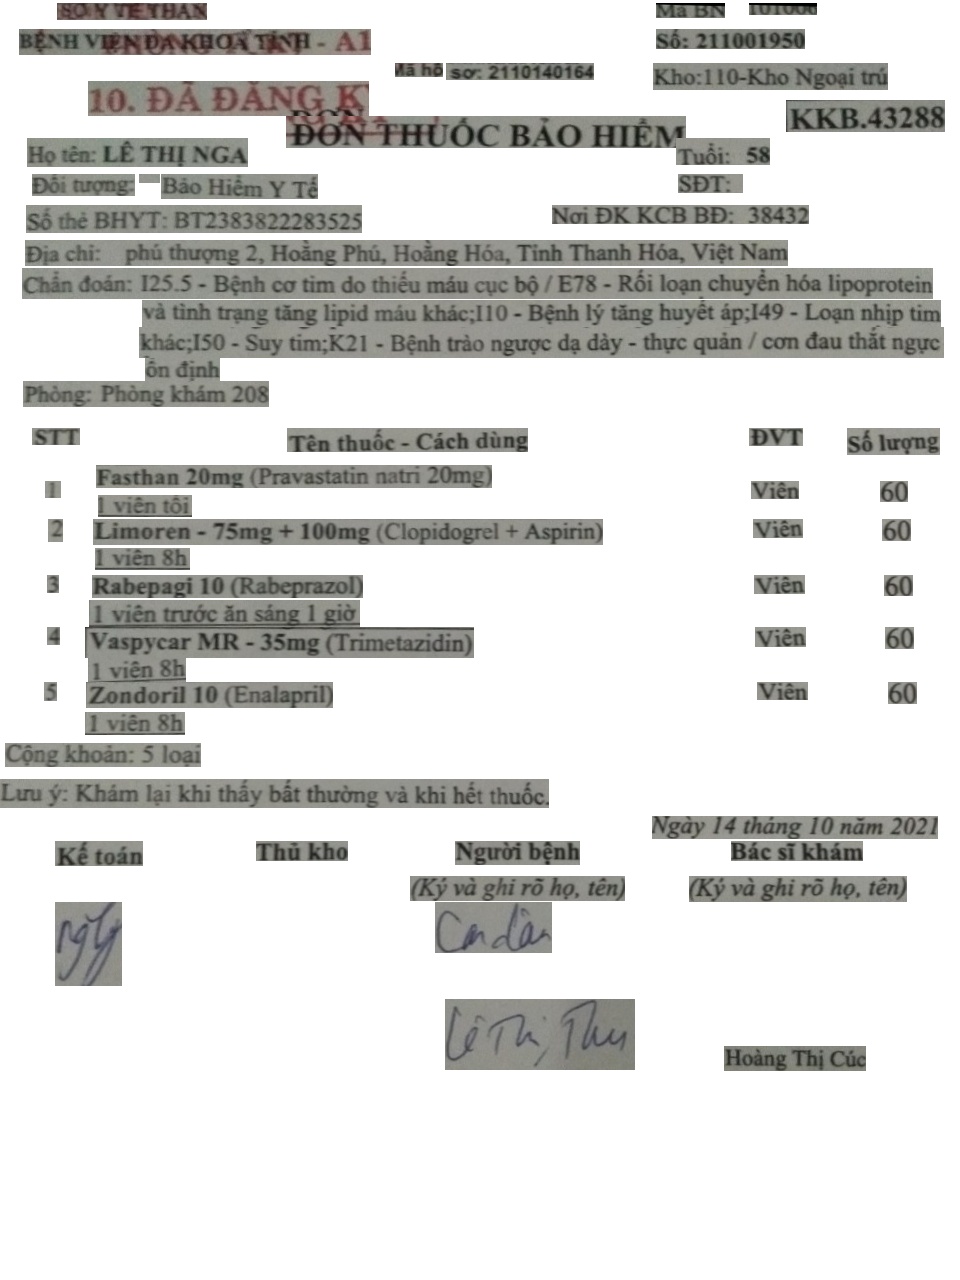 SỞ Y TẾ THAN
Mã BN 101000
BỆNH VIỆN ĐA KHOA TỈNH - A1
Số: 211001950
Mã hồ sơ: 2110140164
Kho:110-Kho Ngoại trú
10. ĐÃ ĐĂNG K
KKB.43288
ĐƠN THUỐC BẢO HIỂM
Họ tên: LÊ THỊ NGA
Tuổi: 58
Đối tượng: Bảo Hiểm Y Tế
SĐT:
Số thẻ BHYT: BT2383822283525
Nơi ĐK KCB BĐ: 38432
Địa chỉ: phú thượng 2, Hoằng Phú, Hoằng Hóa, Tỉnh Thanh Hóa, Việt Nam
Chẩn đoán: I25.5 - Bệnh cơ tim do thiếu máu cục bộ / E78 - Rối loạn chuyển hóa lipoprotein
và tình trạng tăng lipid máu khác;I10 - Bệnh lý tăng huyết áp;I49 - Loạn nhịp tim
khác;I50 - Suy tim;K21 - Bệnh trào ngược dạ dày - thực quản / cơn đau thắt ngực
ổn định
Phòng: Phòng khám 208
STT Tên thuốc - Cách dùng ĐVT Số lượng
1 Fasthan 20mg (Pravastatin natri 20mg) Viên 60
1 viên tối
2 Limoren - 75mg + 100mg (Clopidogrel + Aspirin) Viên 60
1 viên 8h
3 Rabepagi 10 (Rabeprazol) Viên 60
1 viên trước ăn sáng 1 giờ
4 Vaspycar MR - 35mg (Trimetazidin) Viên 60
1 viên 8h
5 Zondoril 10 (Enalapril) Viên 60
1 viên 8h
Cộng khoản: 5 loại
Lưu ý: Khám lại khi thấy bất thường và khi hết thuốc.
Ngày 14 tháng 10 năm 2021
Kế toán Thủ kho Người bệnh Bác sĩ khám
(Ký và ghi rõ họ, tên) (Ký và ghi rõ họ, tên)
Lê Thị Thu
Hoàng Thị Cúc